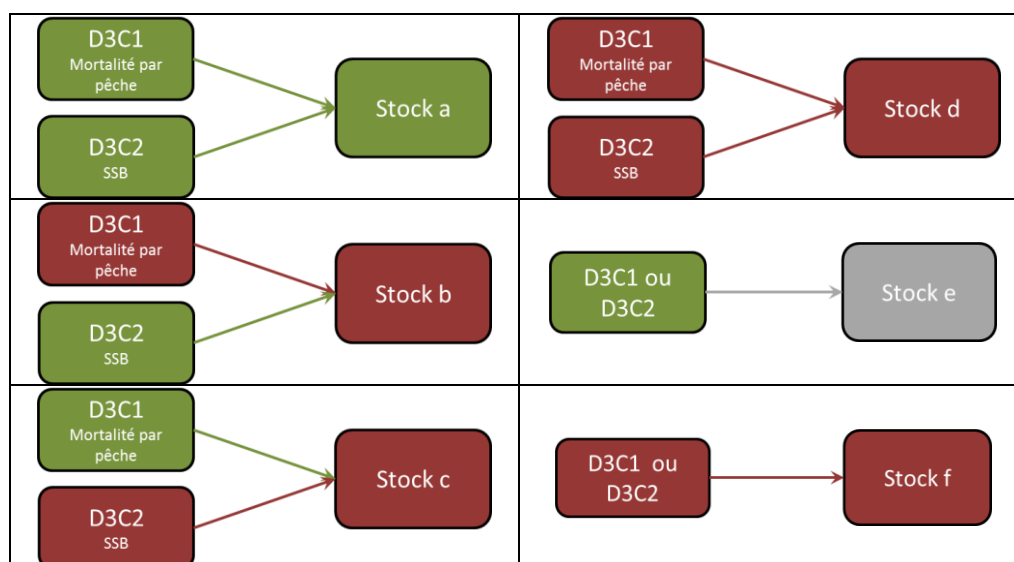 D3C1
Mortalité par
pêche
D3C2
SSB
Stock a
D3C1
Mortalité par
pêche
D3C2
SSB
Stock d
D3C1
Mortalité par
pêche
D3C2
SSB
Stock b
D3C1 ou
D3C2
Stock e
D3C1
Mortalité par
pêche
D3C2
SSB
Stock c
D3C1 ou
D3C2
Stock f